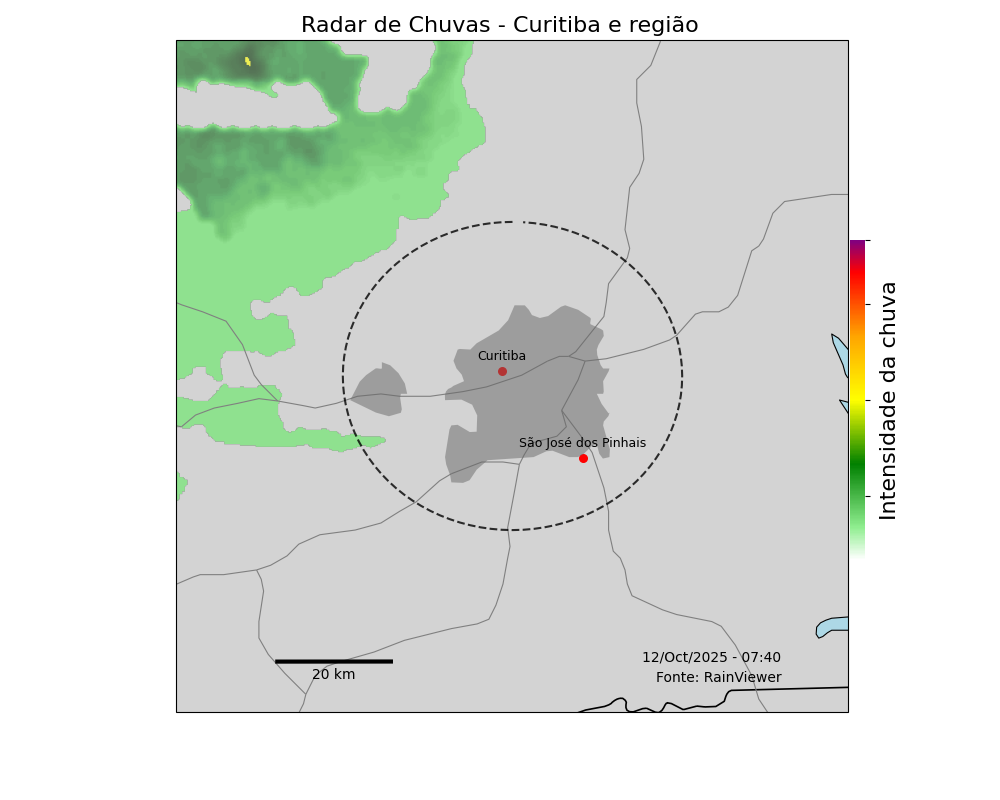 Radar de Chuvas - Curitiba e região
Curitiba
São José dos Pinhais
Intensidade da chuva
20 km
12/Oct/2025 - 07:40
Fonte: RainViewer